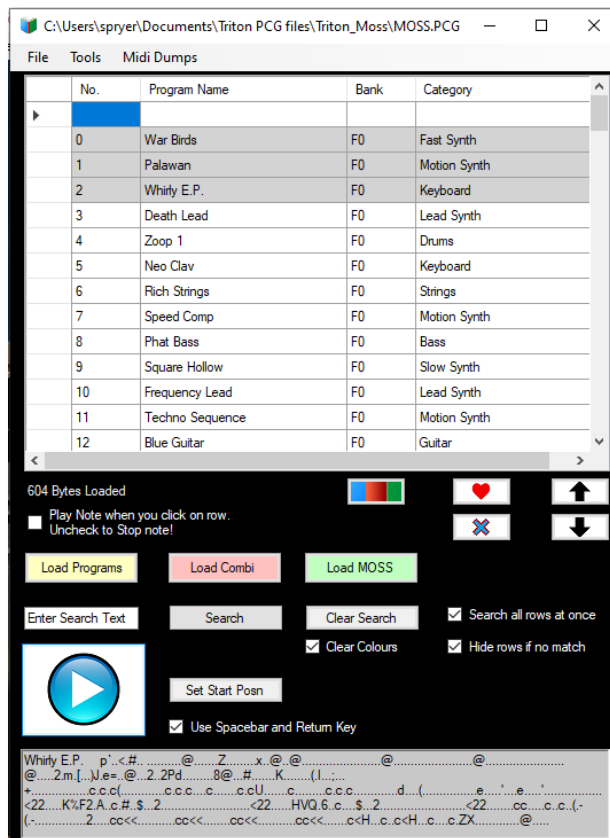 C:\Users\spryer\Documents\Triton PCG files\Triton_Moss\MOSS.PCG
File Tools Midi Dumps
No. Program Name Bank Category
0 War Birds F0 Fast Synth
1 Palawan F0 Motion Synth
2 Whirly E.P. F0 Keyboard
3 Death Lead F0 Lead Synth
4 Zoop 1 F0 Drums
5 Neo Clav F0 Keyboard
6 Rich Strings F0 Strings
7 Speed Comp F0 Motion Synth
8 Phat Bass F0 Bass
9 Square Hollow F0 Slow Synth
10 Frequency Lead F0 Lead Synth
11 Techno Sequence F0 Motion Synth
12 Blue Guitar F0 Guitar
604 Bytes Loaded
Play Note when you click on row.
Uncheck to Stop note!
Load Programs Load Combi Load MOSS
Enter Search Text Search Clear Search Search all rows at once
Clear Colours Hide rows if no match
Set Start Posn
Use Spacebar and Return Key
Whirly E.P.